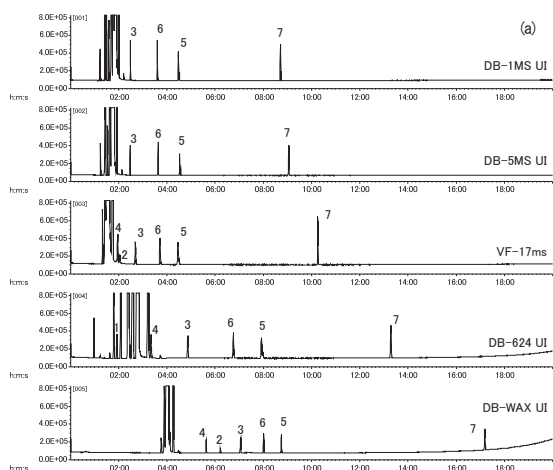 (a)
8.0E+05 [001]
6.0E+05 3 6 5 7
4.0E+05
2.0E+05 DB-1MS UI
0.0E+00
h:m:s 02:00 04:00 06:00 08:00 10:00 12:00 14:00 16:00 18:00
8.0E+05 [002]
6.0E+05 3 6 5 7
4.0E+05
2.0E+05 DB-5MS UI
0.0E+00
h:m:s 02:00 04:00 06:00 08:00 10:00 12:00 14:00 16:00 18:00
8.0E+05 [003]
6.0E+05 4 3 6 5 7
4.0E+05 2
2.0E+05 VF-17ms
0.0E+00
h:m:s 02:00 04:00 06:00 08:00 10:00 12:00 14:00 16:00 18:00
8.0E+05 [004]
6.0E+05 1 4 3 6 5 7
4.0E+05
2.0E+05 DB-624 UI
0.0E+00
h:m:s 02:00 04:00 06:00 08:00 10:00 12:00 14:00 16:00 18:00
8.0E+05 [005] DB-WAX UI
6.0E+05
4.0E+05 4 2 3 6 5 7
2.0E+05
0.0E+00
h:m:s 02:00 04:00 06:00 08:00 10:00 12:00 14:00 16:00 18:00